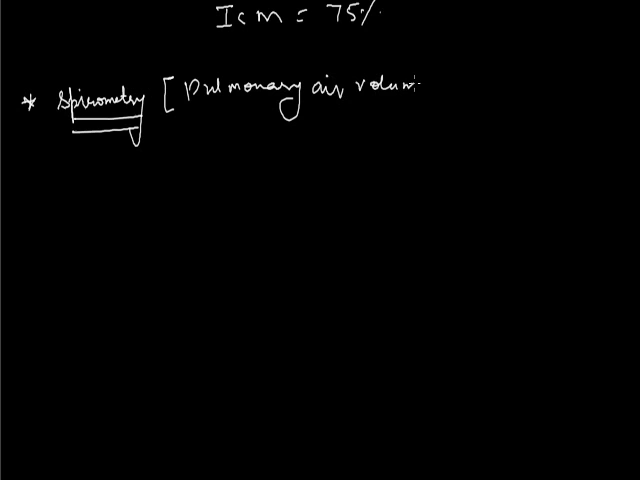 ICM = 75%
* Spirometry [ Pulmonary air volum